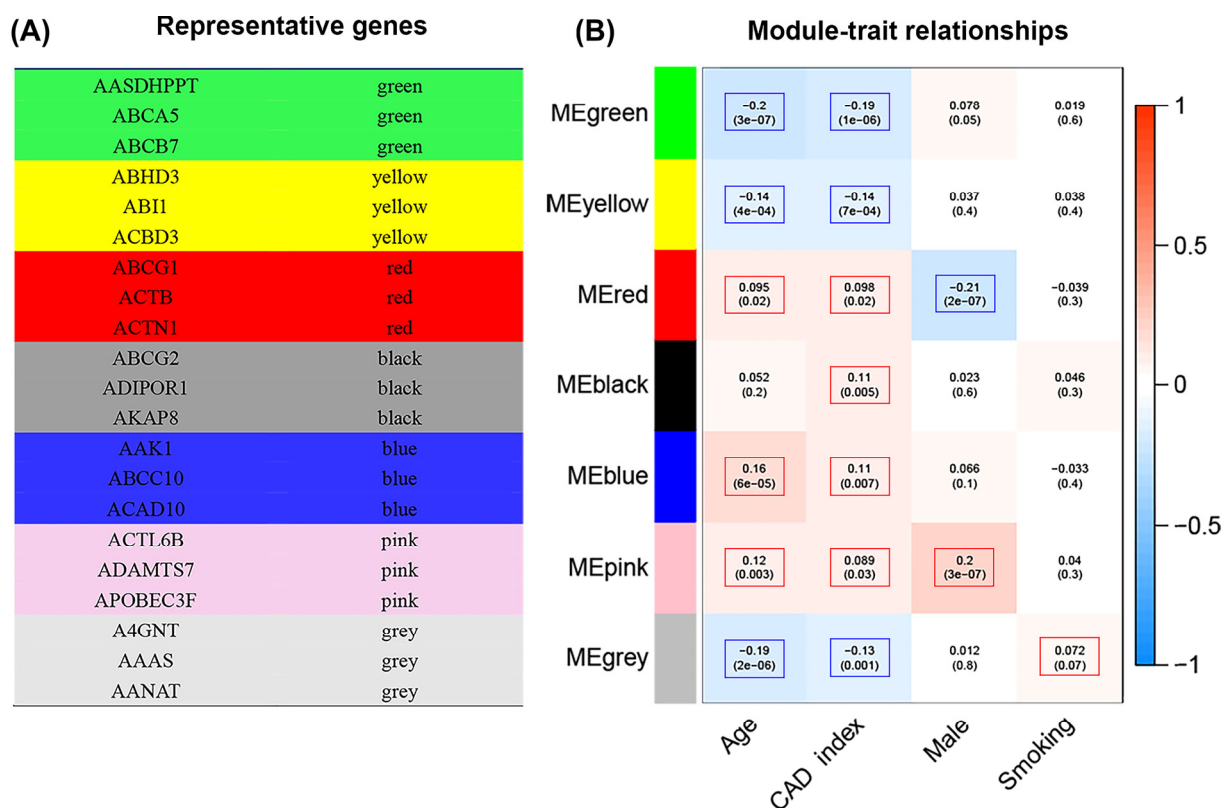 (A) Representative genes
AASDHPPT green
ABCA5 green
ABCB7 green
ABHD3 yellow
ABI1 yellow
ACBD3 yellow
ABCG1 red
ACTB red
ACTN1 red
ABCG2 black
ADIPOR1 black
AKAP8 black
AAK1 blue
ABCC10 blue
ACAD10 blue
ACTL6B pink
ADAMTS7 pink
APOBEC3F pink
A4GNT grey
AAAS grey
AANAT grey
(B) Module-trait relationships
MEgreen −0.2 −0.19 0.078 0.019
(3e−07) (1e−06) (0.05) (0.6)
MEyellow −0.14 −0.14 0.037 0.038
(4e−04) (7e−04) (0.4) (0.4)
MEred 0.095 0.098 −0.21 −0.039
(0.02) (0.02) (2e−07) (0.3)
MEblack 0.052 0.11 0.023 0.046
(0.2) (0.005) (0.6) (0.3)
MEblue 0.16 0.11 0.066 −0.033
(6e−05) (0.007) (0.1) (0.4)
MEpink 0.12 0.089 0.2 0.04
(0.003) (0.03) (3e−07) (0.3)
MEgrey −0.19 −0.13 0.012 0.072
(2e−06) (0.001) (0.8) (0.07)
Age CAD index Male Smoking
1
0.5
0
−0.5
−1